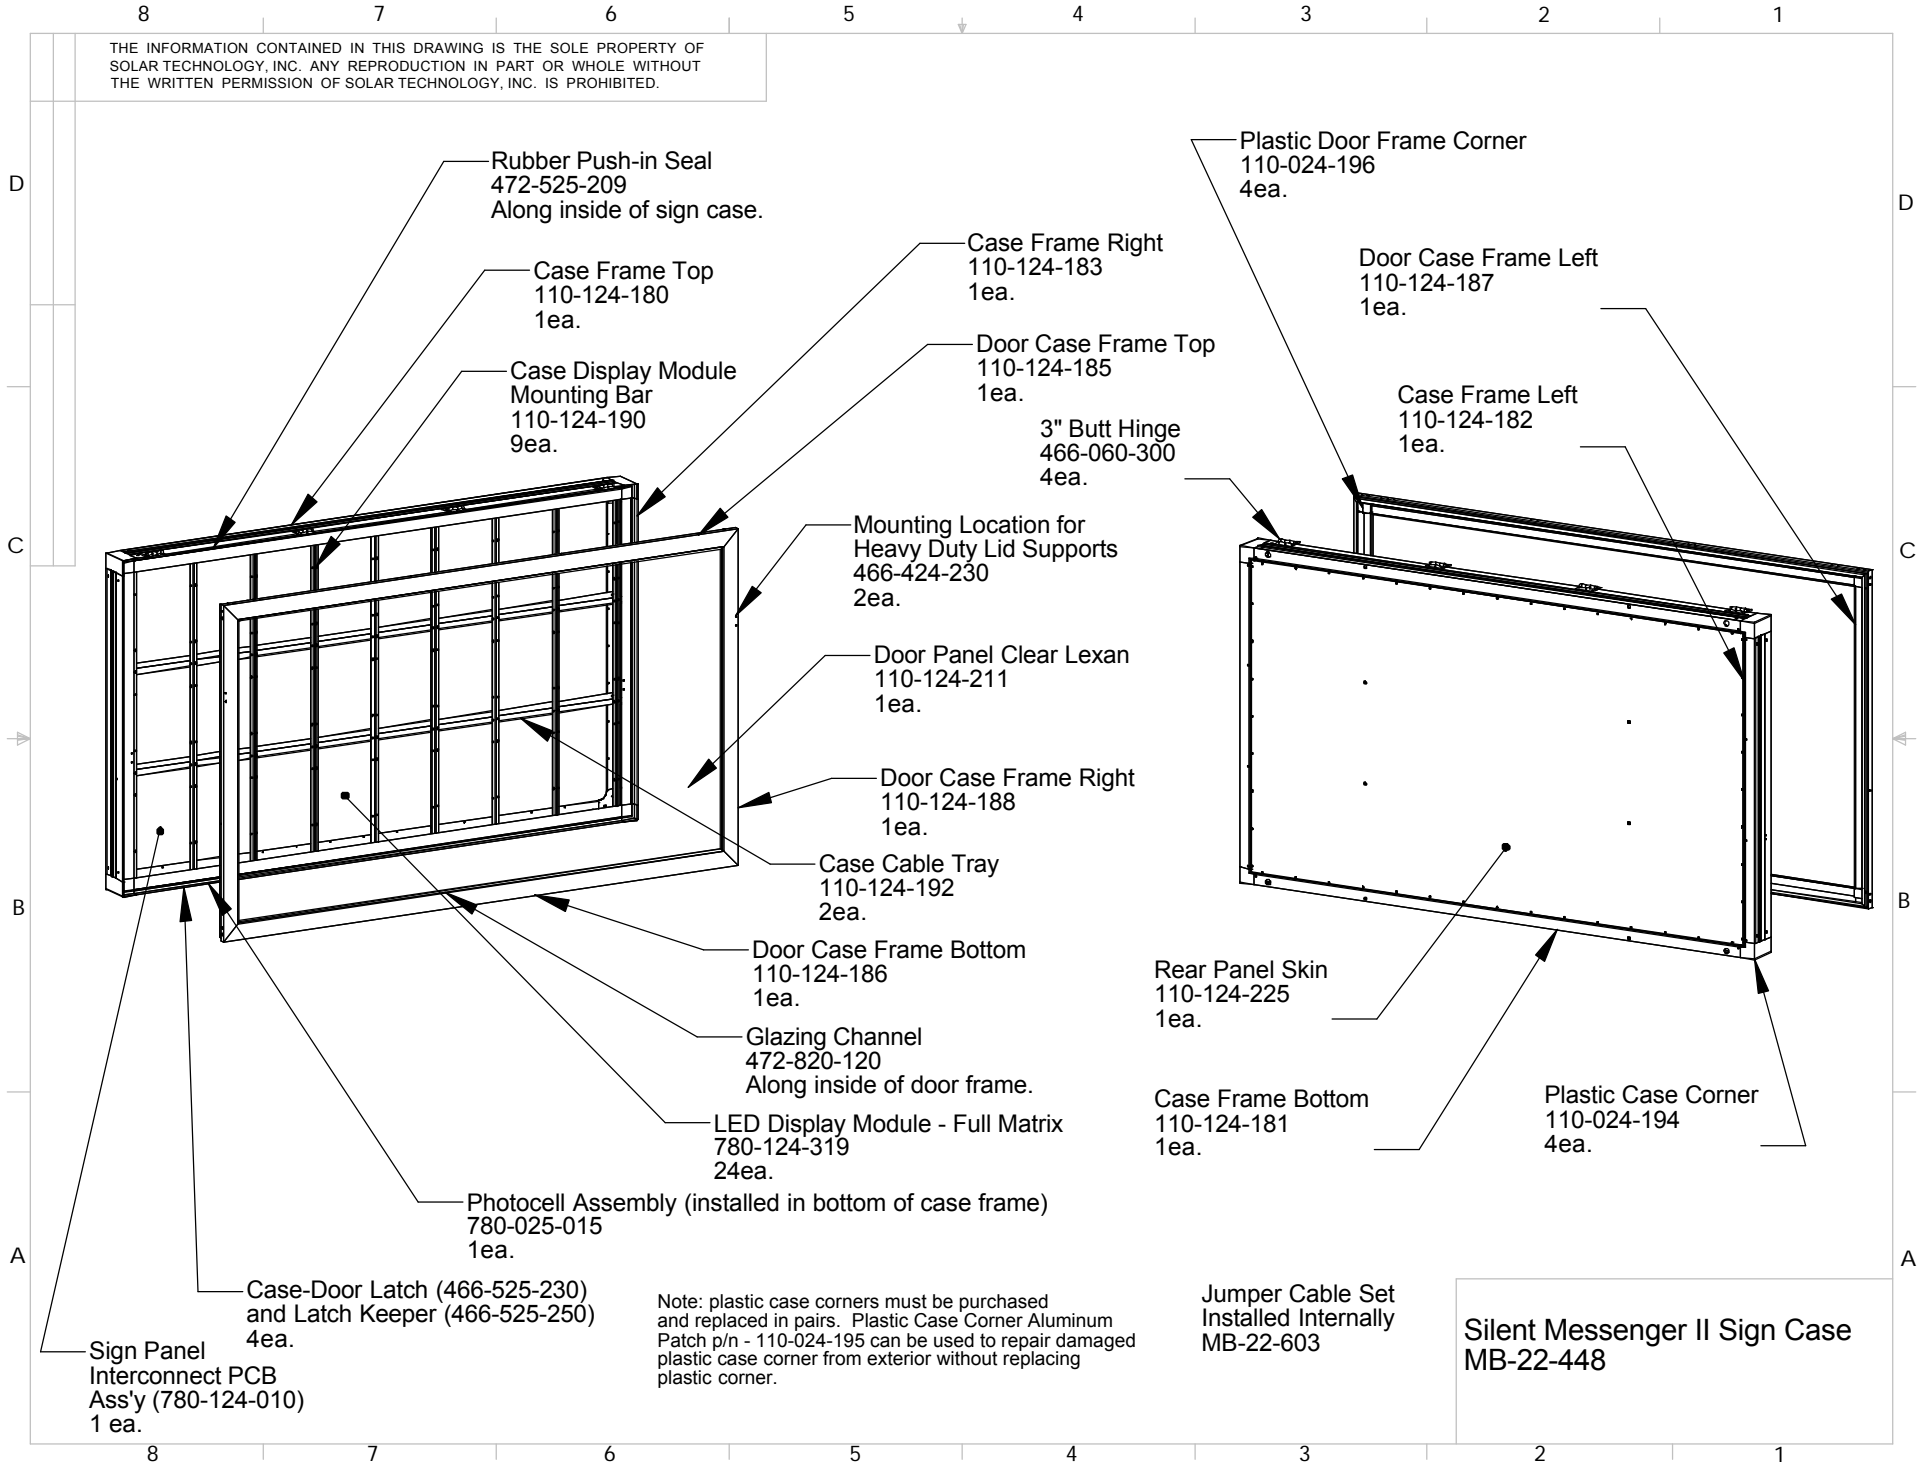 8 7 6 5 4 3 2 1
THE INFORMATION CONTAINED IN THIS DRAWING IS THE SOLE PROPERTY OF
SOLAR TECHNOLOGY, INC. ANY REPRODUCTION IN PART OR WHOLE WITHOUT
THE WRITTEN PERMISSION OF SOLAR TECHNOLOGY, INC. IS PROHIBITED.
D
D
Rubber Push-in Seal
472-525-209
Along inside of sign case.
Case Frame Top
110-124-180
1ea.
Case Display Module
Mounting Bar
110-124-190
9ea.
Case Frame Right
110-124-183
1ea.
Door Case Frame Top
110-124-185
1ea.
3" Butt Hinge
466-060-300
4ea.
Plastic Door Frame Corner
110-024-196
4ea.
Door Case Frame Left
110-124-187
1ea.
Case Frame Left
110-124-182
1ea.
C
C
Mounting Location for
Heavy Duty Lid Supports
466-424-230
2ea.
Door Panel Clear Lexan
110-124-211
1ea.
Door Case Frame Right
110-124-188
1ea.
Case Cable Tray
110-124-192
2ea.
B
B
Door Case Frame Bottom
110-124-186
1ea.
Glazing Channel
472-820-120
Along inside of door frame.
LED Display Module - Full Matrix
780-124-319
24ea.
Rear Panel Skin
110-124-225
1ea.
Case Frame Bottom
110-124-181
1ea.
Plastic Case Corner
110-024-194
4ea.
Photocell Assembly (installed in bottom of case frame)
780-025-015
1ea.
A
A
Case-Door Latch (466-525-230)
and Latch Keeper (466-525-250)
4ea.
Sign Panel
Interconnect PCB
Ass'y (780-124-010)
1 ea.
Note: plastic case corners must be purchased
and replaced in pairs. Plastic Case Corner Aluminum
Patch p/n - 110-024-195 can be used to repair damaged
plastic case corner from exterior without replacing
plastic corner.
Jumper Cable Set
Installed Internally
MB-22-603
Silent Messenger II Sign Case
MB-22-448
8 7 6 5 4 3 2 1